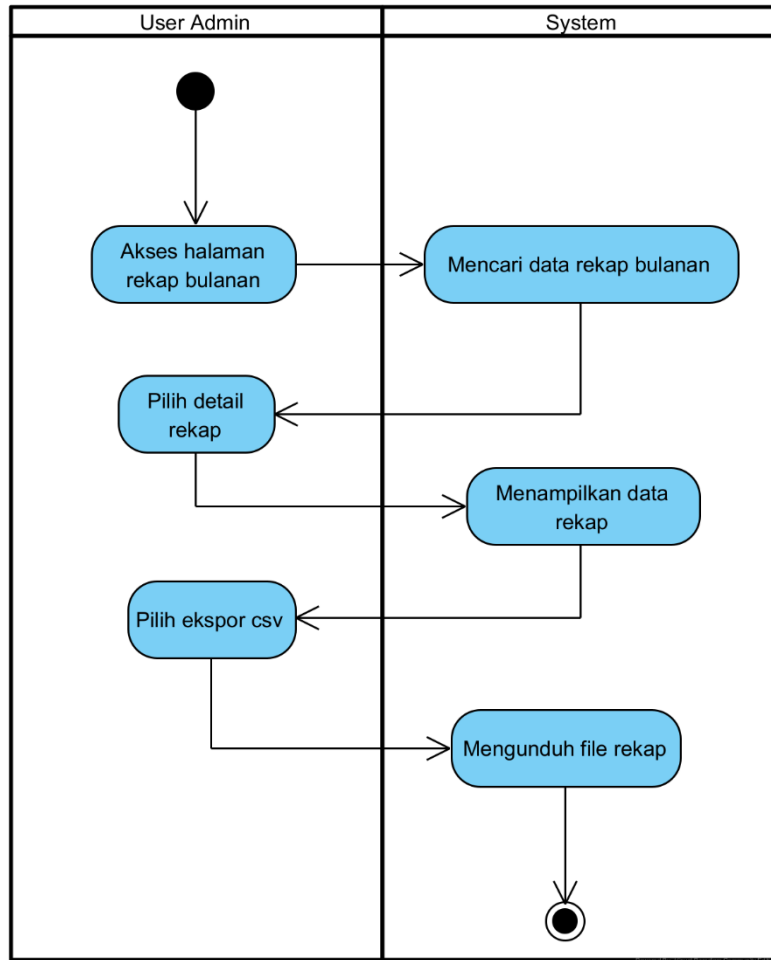 User Admin
System
Akses halaman
rekap bulanan
Mencari data rekap bulanan
Pilih detail
rekap
Menampilkan data
rekap
Pilih ekspor csv
Mengunduh file rekap